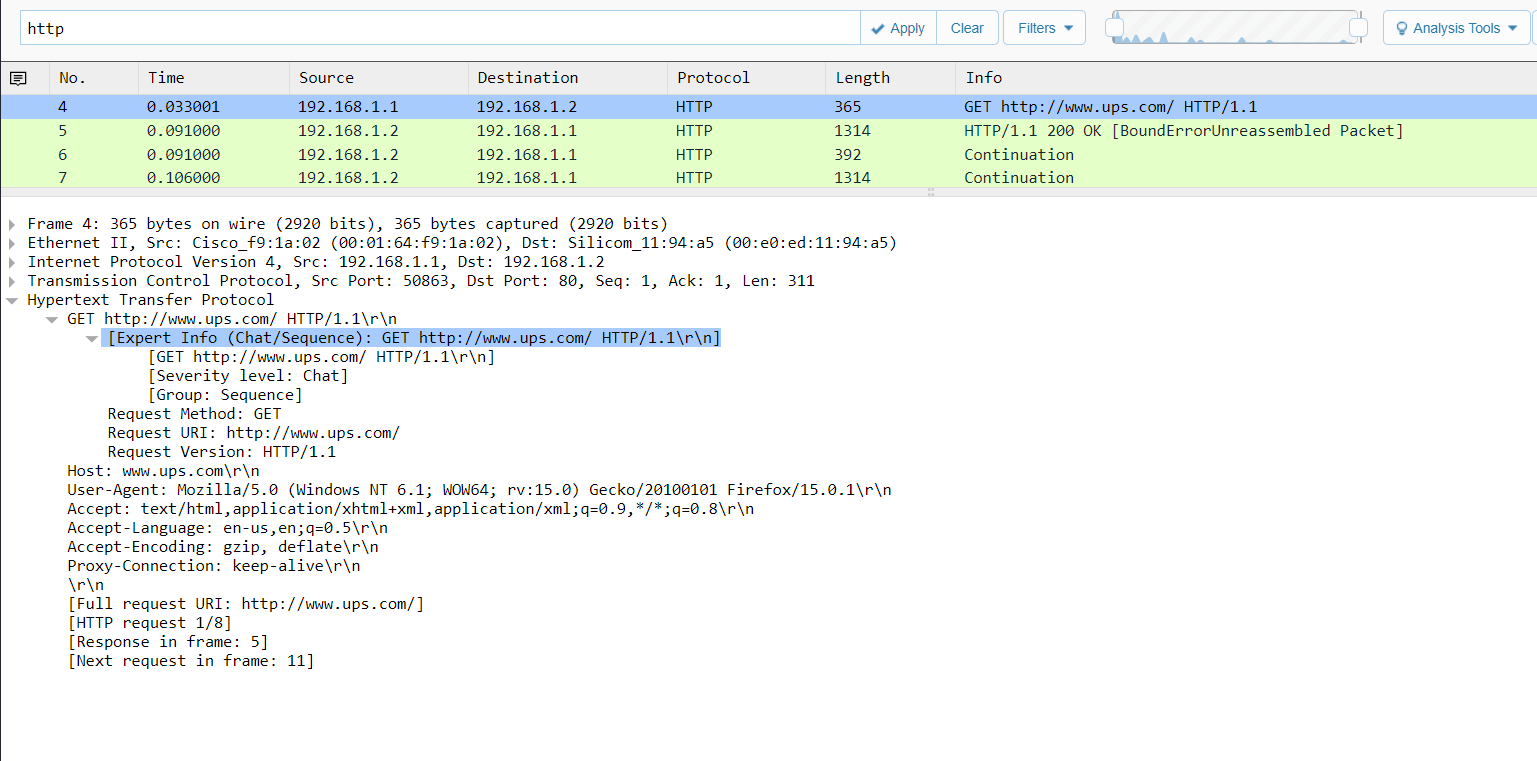 http Apply Clear Filters Analysis Tools
No. Time Source Destination Protocol Length Info
4 0.033001 192.168.1.1 192.168.1.2 HTTP 365 GET http://www.ups.com/ HTTP/1.1
5 0.091000 192.168.1.2 192.168.1.1 HTTP 1314 HTTP/1.1 200 OK [BoundErrorUnreassembled Packet]
6 0.091000 192.168.1.2 192.168.1.1 HTTP 392 Continuation
7 0.106000 192.168.1.2 192.168.1.1 HTTP 1314 Continuation
Frame 4: 365 bytes on wire (2920 bits), 365 bytes captured (2920 bits)
Ethernet II, Src: Cisco_f9:1a:02 (00:01:64:f9:1a:02), Dst: Silicom_11:94:a5 (00:e0:ed:11:94:a5)
Internet Protocol Version 4, Src: 192.168.1.1, Dst: 192.168.1.2
Transmission Control Protocol, Src Port: 50863, Dst Port: 80, Seq: 1, Ack: 1, Len: 311
Hypertext Transfer Protocol
GET http://www.ups.com/ HTTP/1.1\r\n
[Expert Info (Chat/Sequence): GET http://www.ups.com/ HTTP/1.1\r\n]
[GET http://www.ups.com/ HTTP/1.1\r\n]
[Severity level: Chat]
[Group: Sequence]
Request Method: GET
Request URI: http://www.ups.com/
Request Version: HTTP/1.1
Host: www.ups.com\r\n
User-Agent: Mozilla/5.0 (Windows NT 6.1; WOW64; rv:15.0) Gecko/20100101 Firefox/15.0.1\r\n
Accept: text/html,application/xhtml+xml,application/xml;q=0.9,*/*;q=0.8\r\n
Accept-Language: en-us,en;q=0.5\r\n
Accept-Encoding: gzip, deflate\r\n
Proxy-Connection: keep-alive\r\n
\r\n
[Full request URI: http://www.ups.com/]
[HTTP request 1/8]
[Response in frame: 5]
[Next request in frame: 11]